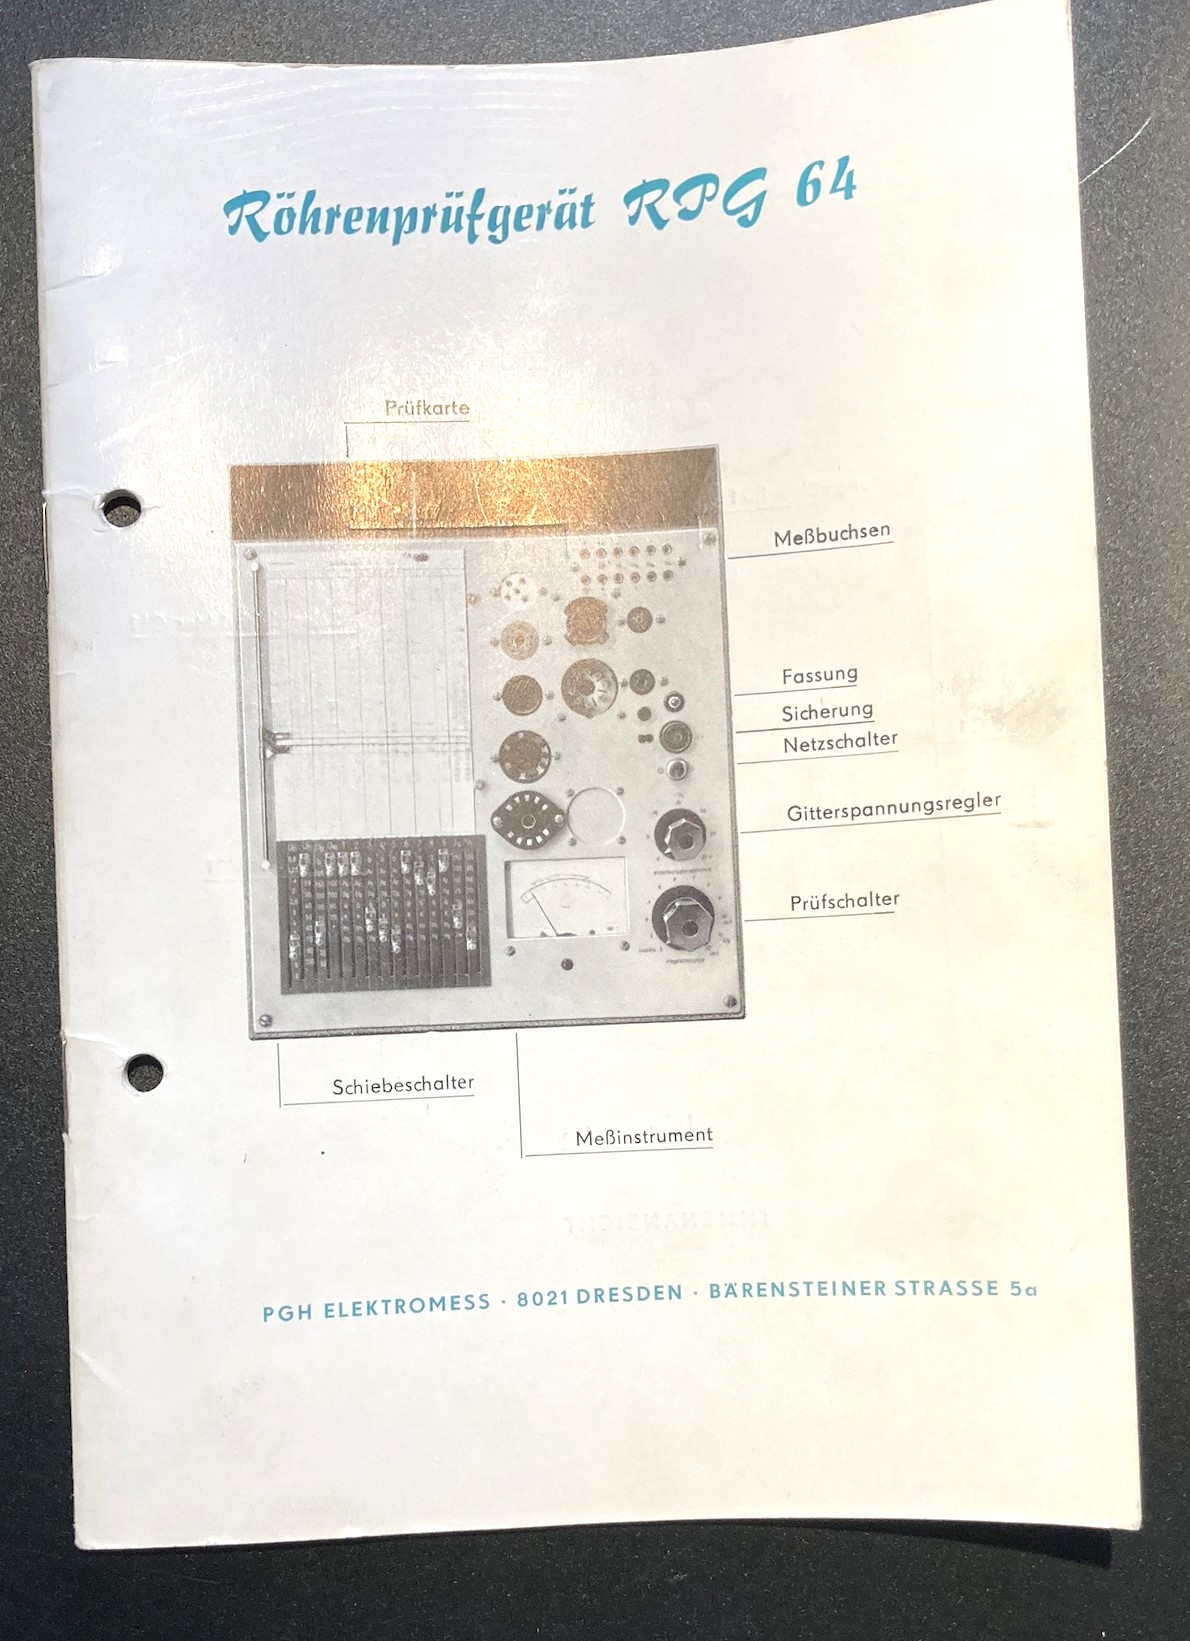 Röhrenprüfgerät RPG 64
Prüfkarte
Meßbuchsen
Fassung
Sicherung
Netzschalter
Gitterspannungsregler
Prüfschalter
Schiebeschalter
Meßinstrument
PGH ELEKTROMESS · 8021 DRESDEN · BÄRENSTEINER STRASSE 5a